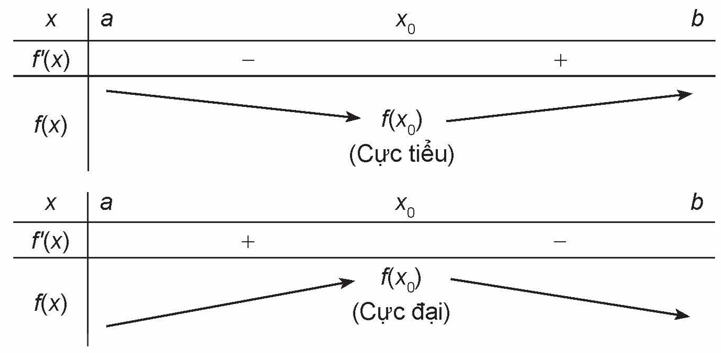 x a x₀ b
f'(x) − +
f(x) f(x₀)
(Cực tiểu)
x a x₀ b
f'(x) + −
f(x) f(x₀)
(Cực đại)